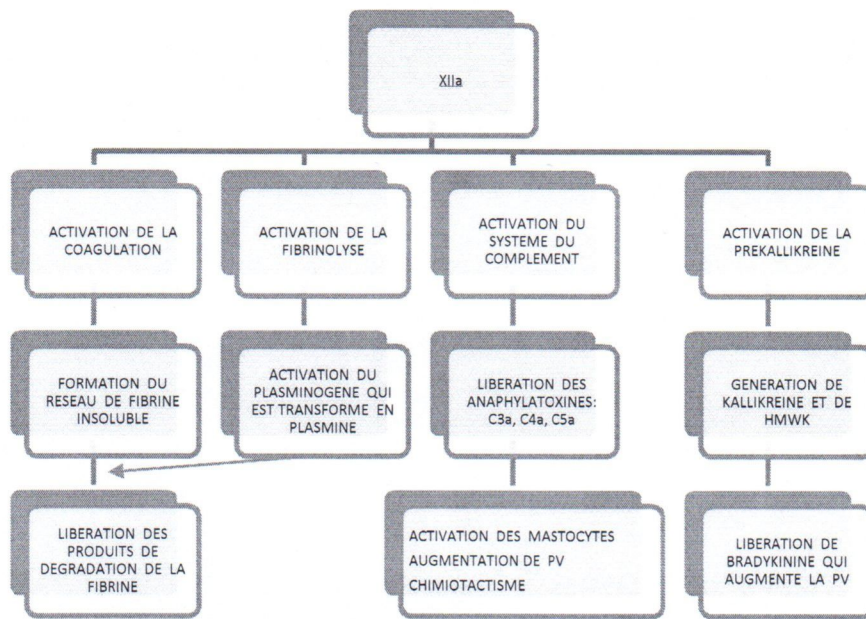 XIIa
ACTIVATION DE LA
COAGULATION
ACTIVATION DE LA
FIBRINOLYSE
ACTIVATION DU
SYSTEME DU
COMPLEMENT
ACTIVATION DE LA
PREKALLIKREINE
FORMATION DU
RESEAU DE FIBRINE
INSOLUBLE
ACTIVATION DU
PLASMINOGENE QUI
EST TRANSFORME EN
PLASMINE
LIBERATION DES
ANAPHYLATOXINES:
C3a, C4a, C5a
GENERATION DE
KALLIKREINE ET DE
HMWK
LIBERATION DES
PRODUITS DE
DEGRADATION DE LA
FIBRINE
ACTIVATION DES MASTOCYTES
AUGMENTATION DE PV
CHIMIOTACTISME
LIBERATION DE
BRADYKININE QUI
AUGMENTE LA PV